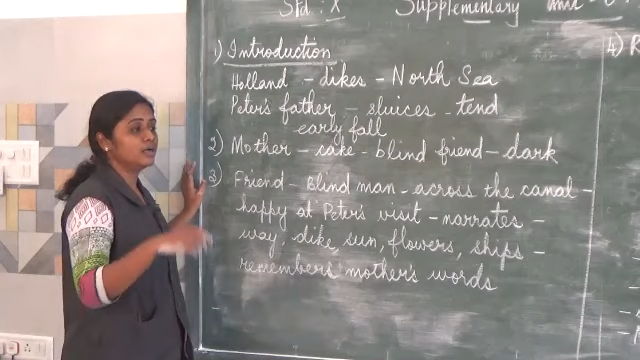 Std : X Supplementary unit -
1) Introduction
Holland - dikes - North Sea
Peter's father - sluices - tend
early fall
2) Mother - cake - blind friend - dark
3) Friend - blind man - across the canal -
happy at Peter's visit - narrates -
way, dike, sun, flowers, ships -
remembers mother's words
4) R